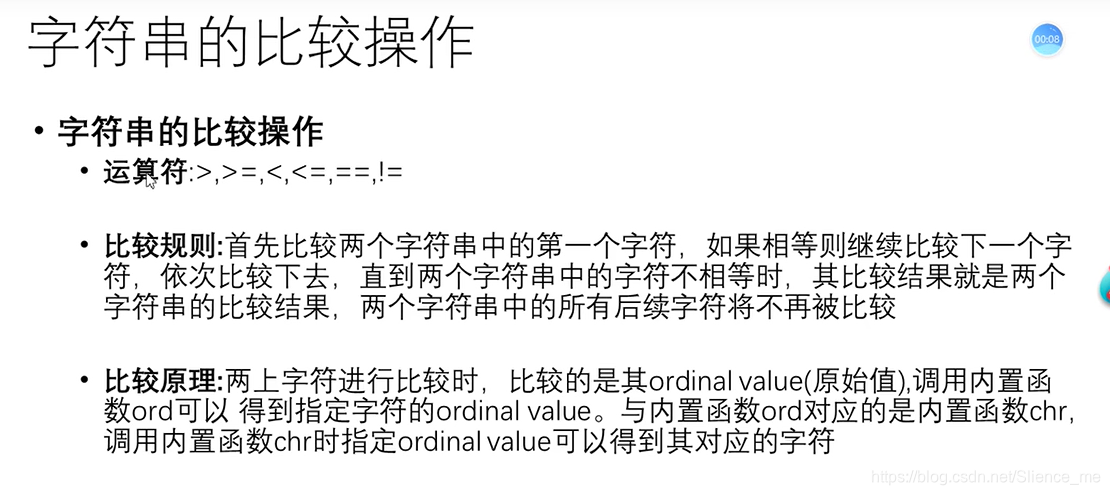 字符串的比较操作
00:08
• 字符串的比较操作
• 运算符:>,>=,<,<=,==,!=
• 比较规则:首先比较两个字符串中的第一个字符，如果相等则继续比较下一个字
符，依次比较下去，直到两个字符串中的字符不相等时，其比较结果就是两个
字符串的比较结果，两个字符串中的所有后续字符将不再被比较
• 比较原理:两上字符进行比较时，比较的是其ordinal value(原始值),调用内置函
数ord可以 得到指定字符的ordinal value。与内置函数ord对应的是内置函数chr,
调用内置函数chr时指定ordinal value可以得到其对应的字符
https://blog.csdn.net/Slience_me